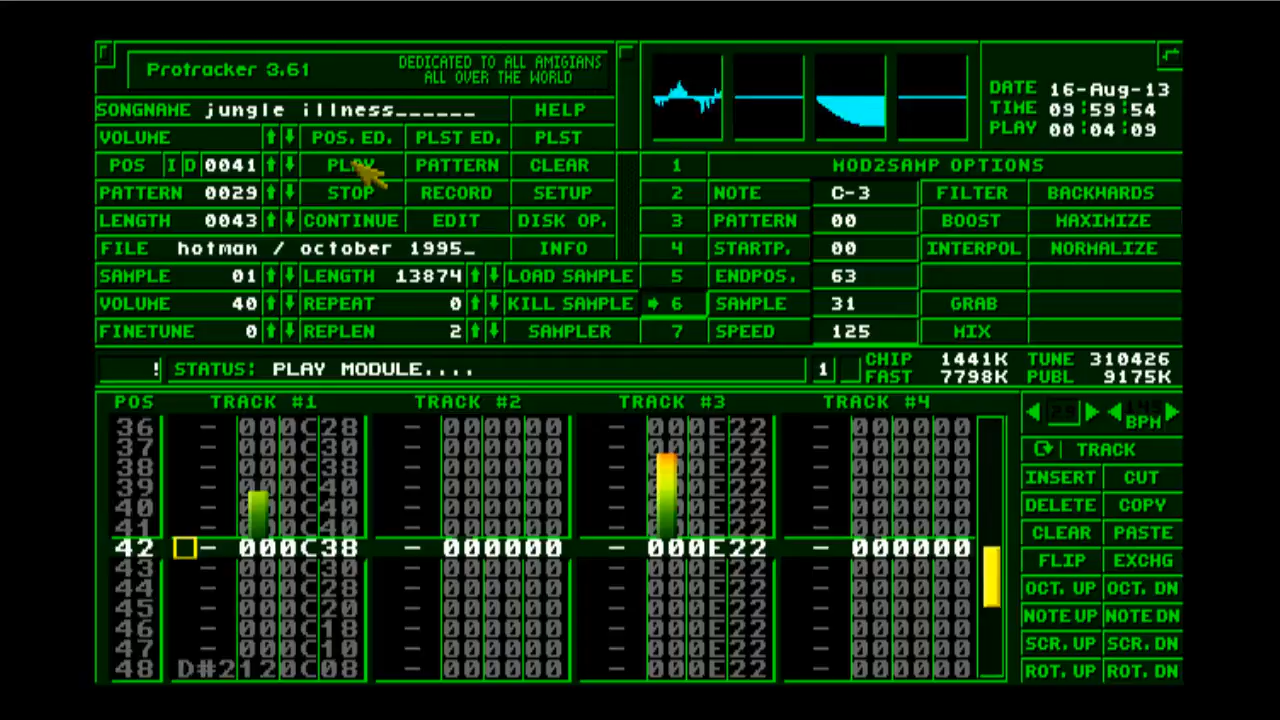 Protracker 3.61
DEDICATED TO ALL AMIGIANS
ALL OVER THE WORLD
SONGNAME jungle illness______ HELP
VOLUME POS. ED. PLST ED. PLST
POS I D 0041 PLAY PATTERN CLEAR
PATTERN 0029 STOP RECORD SETUP
LENGTH 0043 CONTINUE EDIT DISK OP.
FILE hotman / october 1995_ INFO
SAMPLE 01 LENGTH 13874 LOAD SAMPLE
VOLUME 40 REPEAT 0 KILL SAMPLE
FINETUNE 0 REPLEN 2 SAMPLER
DATE 16-Aug-13
TIME 09:59:54
PLAY 00:04:09
1 MOD2SAMP OPTIONS
2 NOTE C-3 FILTER BACKWARDS
3 PATTERN 00 BOOST MAXIMIZE
4 STARTP. 00 INTERPOL NORMALIZE
5 ENDPOS. 63
6 SAMPLE 31 GRAB
7 SPEED 125 MIX
! STATUS: PLAY MODULE.... 1
CHIP 1441K TUNE 310426
FAST 7798K PUBL 9175K
POS TRACK #1 TRACK #2 TRACK #3 TRACK #4
36 - 000C28 - 000000 - 000E22 - 000000
37 - 000C30 - 000000 - 000E22 - 000000
38 - 000C38 - 000000 - 000E22 - 000000
39 - 000C40 - 000000 - 000E22 - 000000
40 - 000C40 - 000000 - 000E22 - 000000
41 - 000C40 - 000000 - 000E22 - 000000
42 - 000C38 - 000000 - 000E22 - 000000
43 - 000C30 - 000000 - 000E22 - 000000
44 - 000C28 - 000000 - 000E22 - 000000
45 - 000C20 - 000000 - 000E22 - 000000
46 - 000C18 - 000000 - 000E22 - 000000
47 - 000C10 - 000000 - 000E22 - 000000
48 D#2120C08 - 000000 - 000E22 - 000000
BPM
TRACK
INSERT CUT
DELETE COPY
CLEAR PASTE
FLIP EXCHG
OCT. UP OCT. DN
NOTE UP NOTE DN
SCR. UP SCR. DN
ROT. UP ROT. DN